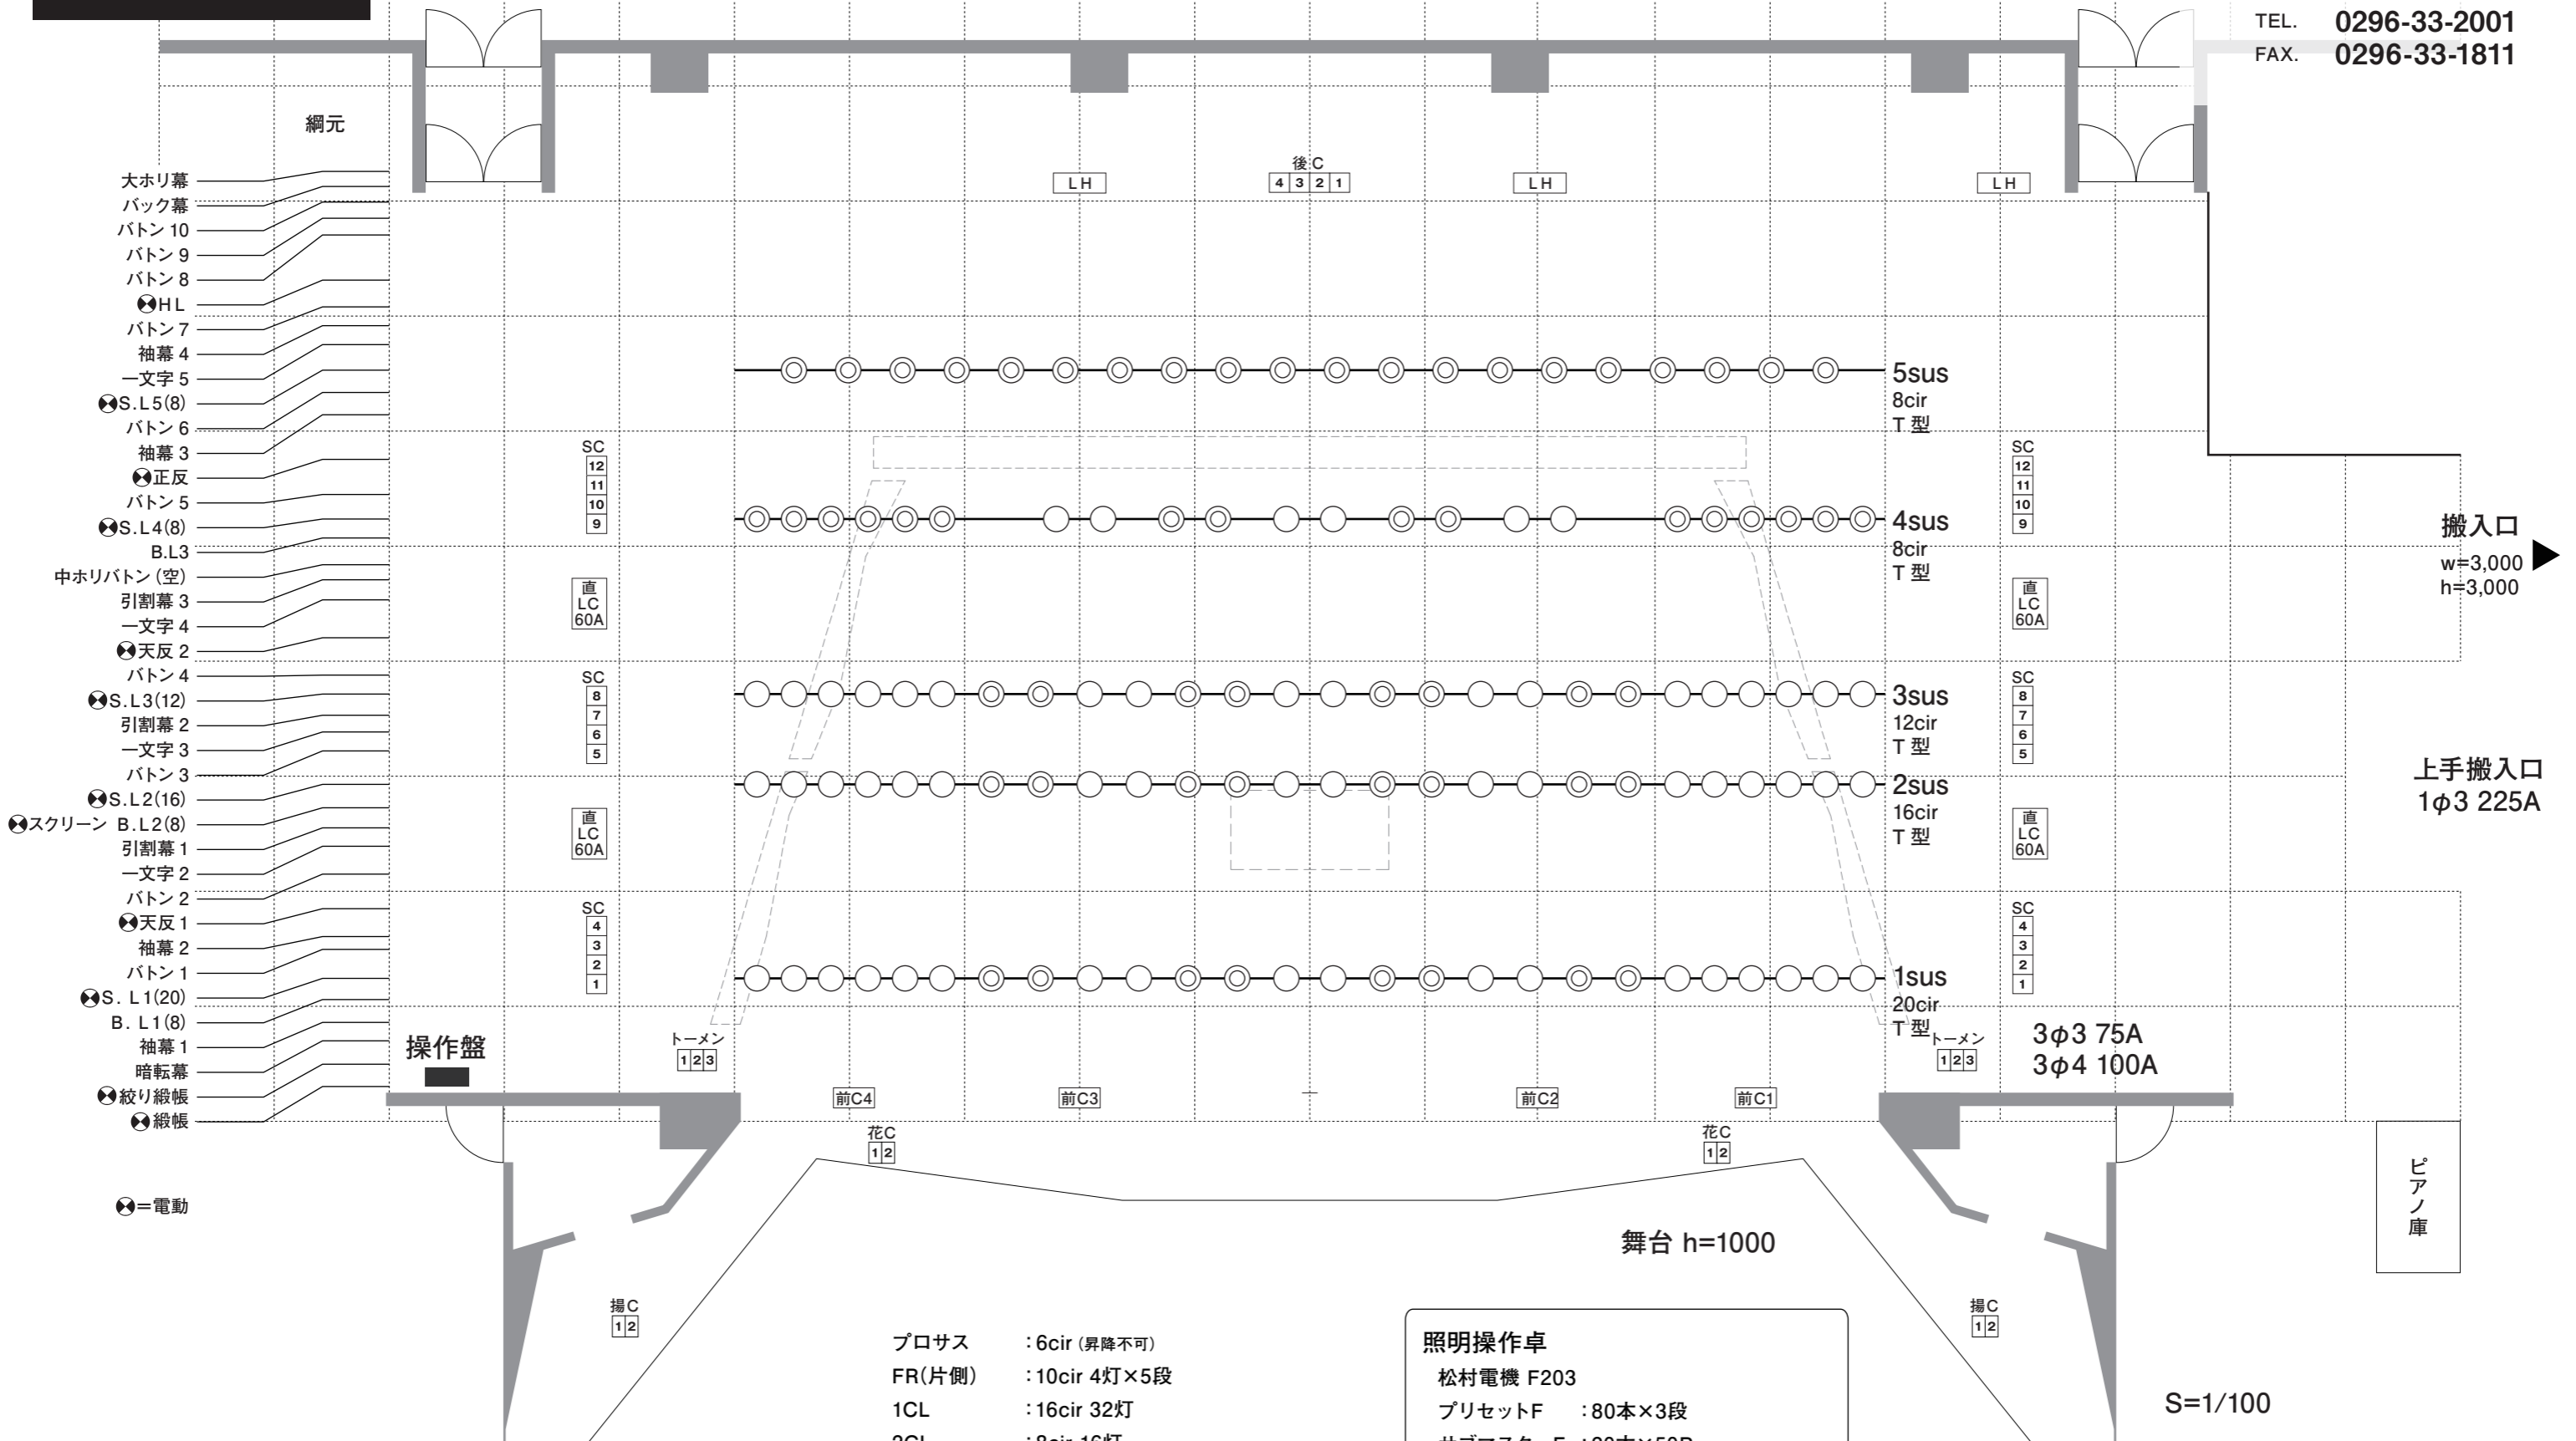 TEL. 0296-33-2001
FAX. 0296-33-1811
綱元
大ホリ幕
バック幕
バトン 10
バトン 9
バトン 8
HL
バトン 7
袖幕 4
一文字 5
S.L5(8)
バトン 6
袖幕 3
正反
バトン 5
S.L4(8)
B.L3
中ホリバトン (空)
引割幕 3
一文字 4
天反 2
バトン 4
S.L3(12)
引割幕 2
一文字 3
バトン 3
S.L2(16)
スクリーン B.L2(8)
引割幕 1
一文字 2
バトン 2
天反 1
袖幕 2
バトン 1
S. L1(20)
B. L1(8)
袖幕 1
暗転幕
絞り緞帳
緞帳
=電動
LH
後C
4 3 2 1
LH
LH
5sus
8cir
T 型
SC
12
11
10
9
4sus
8cir
T 型
SC
12
11
10
9
直
LC
60A
直
LC
60A
搬入口
w=3,000
h=3,000
SC
8
7
6
5
3sus
12cir
T 型
SC
8
7
6
5
2sus
16cir
T 型
直
LC
60A
直
LC
60A
上手搬入口
1φ3 225A
SC
4
3
2
1
1sus
20cir
T 型
SC
4
3
2
1
操作盤
トーメン
1 2 3
トーメン
1 2 3
3φ3 75A
3φ4 100A
前C4
前C3
前C2
前C1
花C
1 2
花C
1 2
ピアノ庫
舞台 h=1000
揚C
1 2
揚C
1 2
プロサス :6cir (昇降不可)
FR(片側) :10cir 4灯×5段
1CL :16cir 32灯
照明操作卓
松村電機 F203
プリセットF :80本×3段
S=1/100